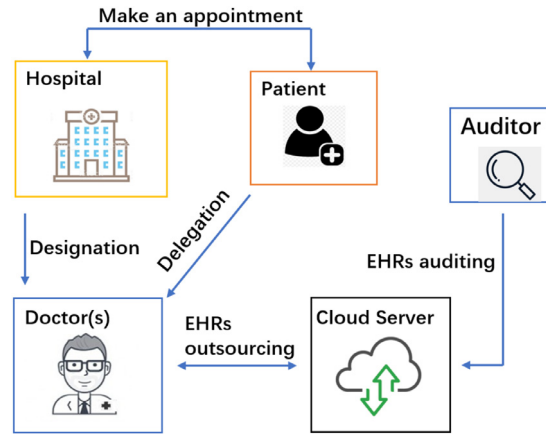 Make an appointment
Hospital
Patient
Auditor
Designation
Delegation
EHRs auditing
Doctor(s)
EHRs
outsourcing
Cloud Server